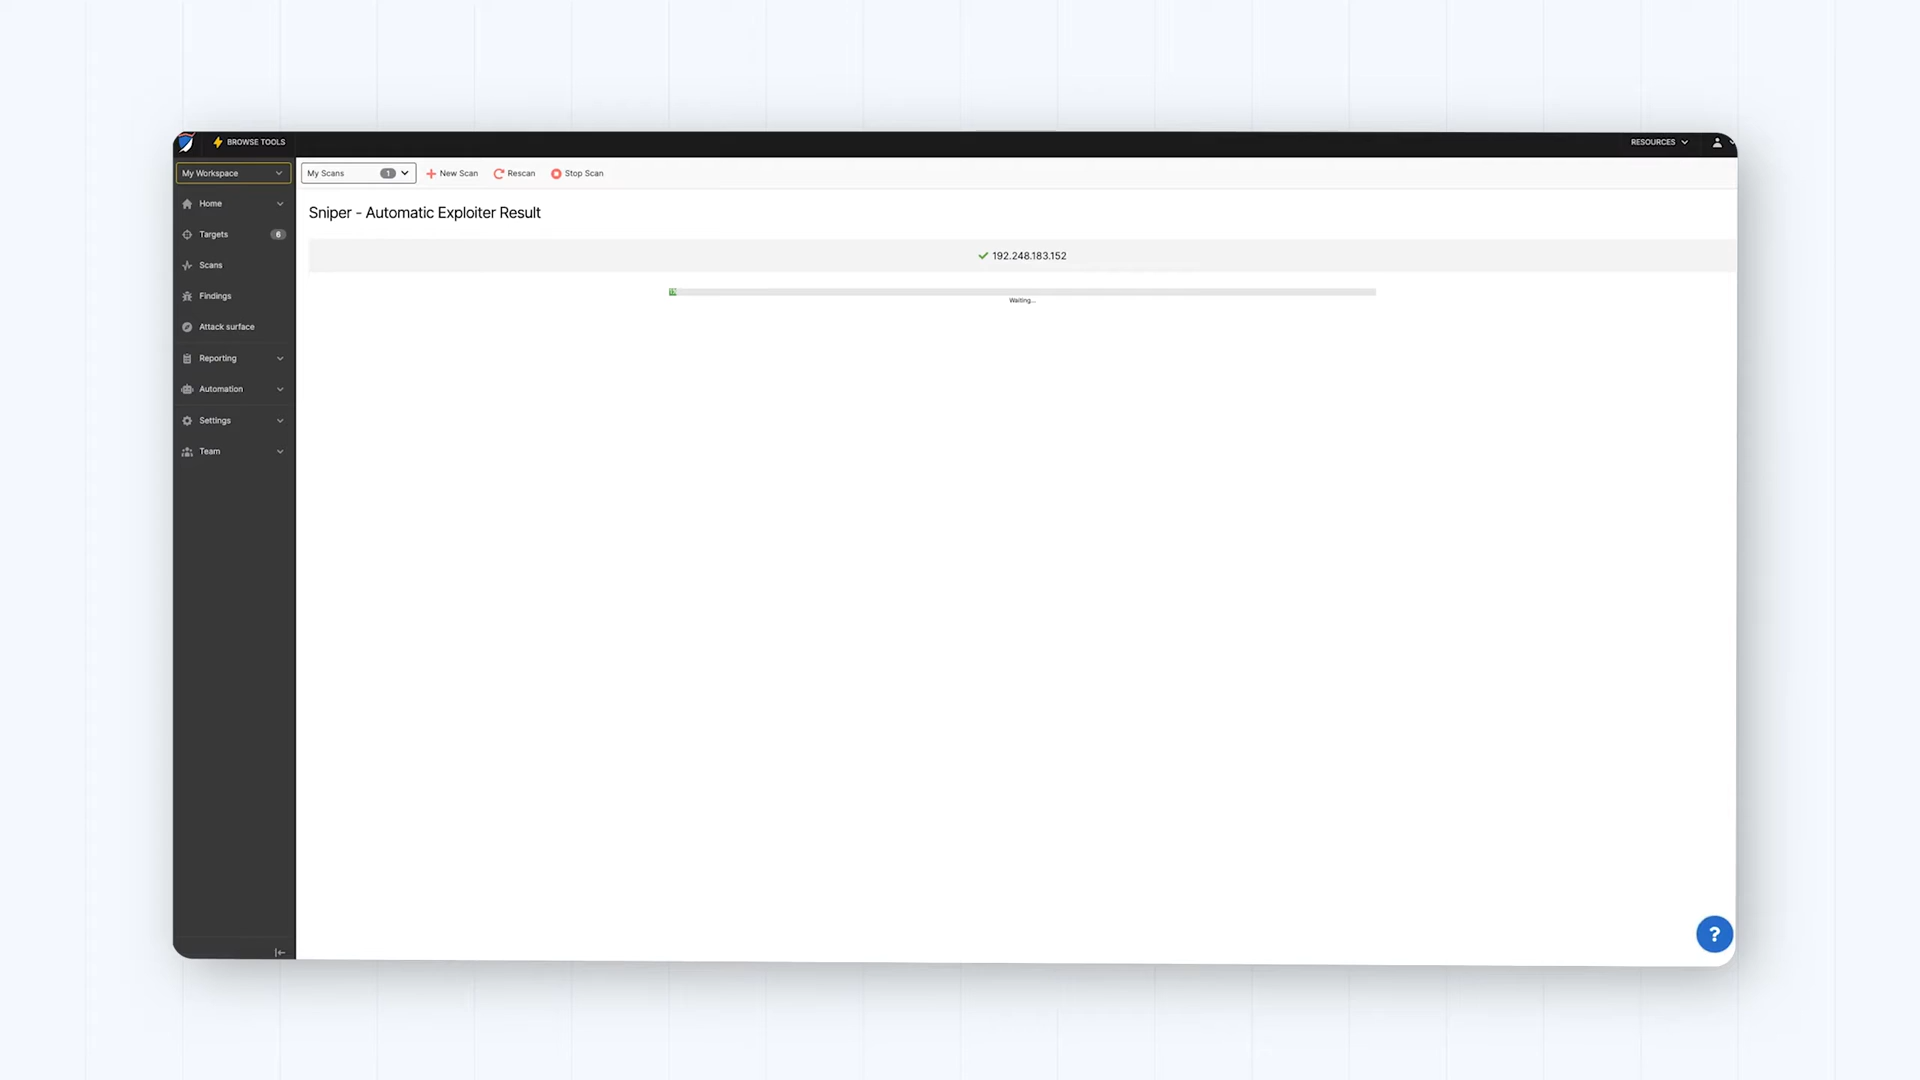 BROWSE TOOLS
RESOURCES
My Workspace
My Scans 1
New Scan
Rescan
Stop Scan
Home
Targets 6
Scans
Findings
Attack surface
Reporting
Automation
Settings
Team
Sniper - Automatic Exploiter Result
192.248.183.152
Waiting...
?